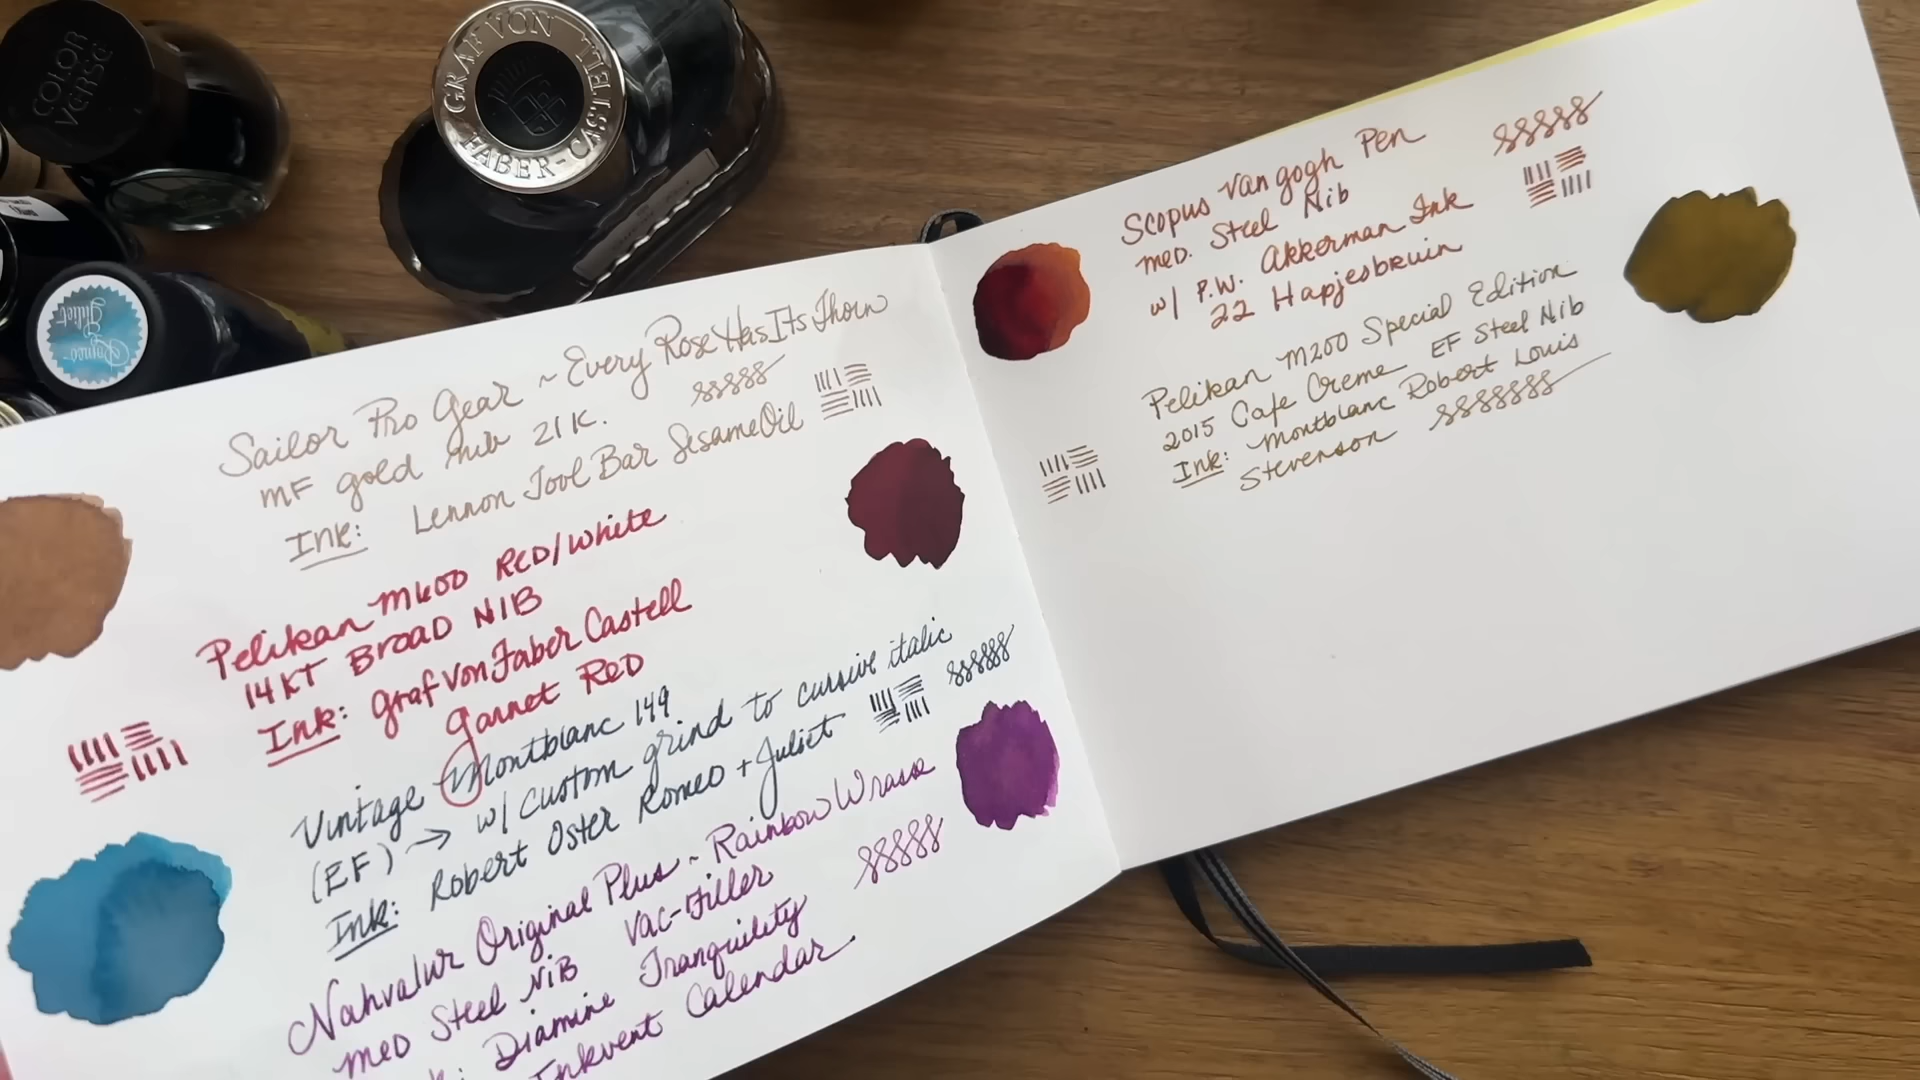 COLOR
VERSE
GRAF VON FABER-CASTELL
Romeo
Juliet
Sailor Pro Gear ~ Every Rose Has Its Thorn
MF gold nib 21K.
Ink: Lennon Tool Bar Sesame Oil
Pelikan M600 RED/White
14KT BROAD NIB
Ink: Graf von Faber Castell
Garnet RED
Vintage Montblanc 149
(EF) → w/ custom grind to cursive italic
Ink: Robert Oster Romeo + Juliet
Nahvalur Original Plus ~ Rainbow Wrasse
MED Steel NiB Vac-Filler
Diamine Tranquility
Inkvent Calendar
Scopus Van gogh Pen
MED. Steel Nib
w/ P.W. Akkerman Ink
22 Hapjesbruin
Pelikan M200 Special Edition
2015 Cafe Creme EF Steel Nib
Ink: Montblanc Robert Louis
Stevenson